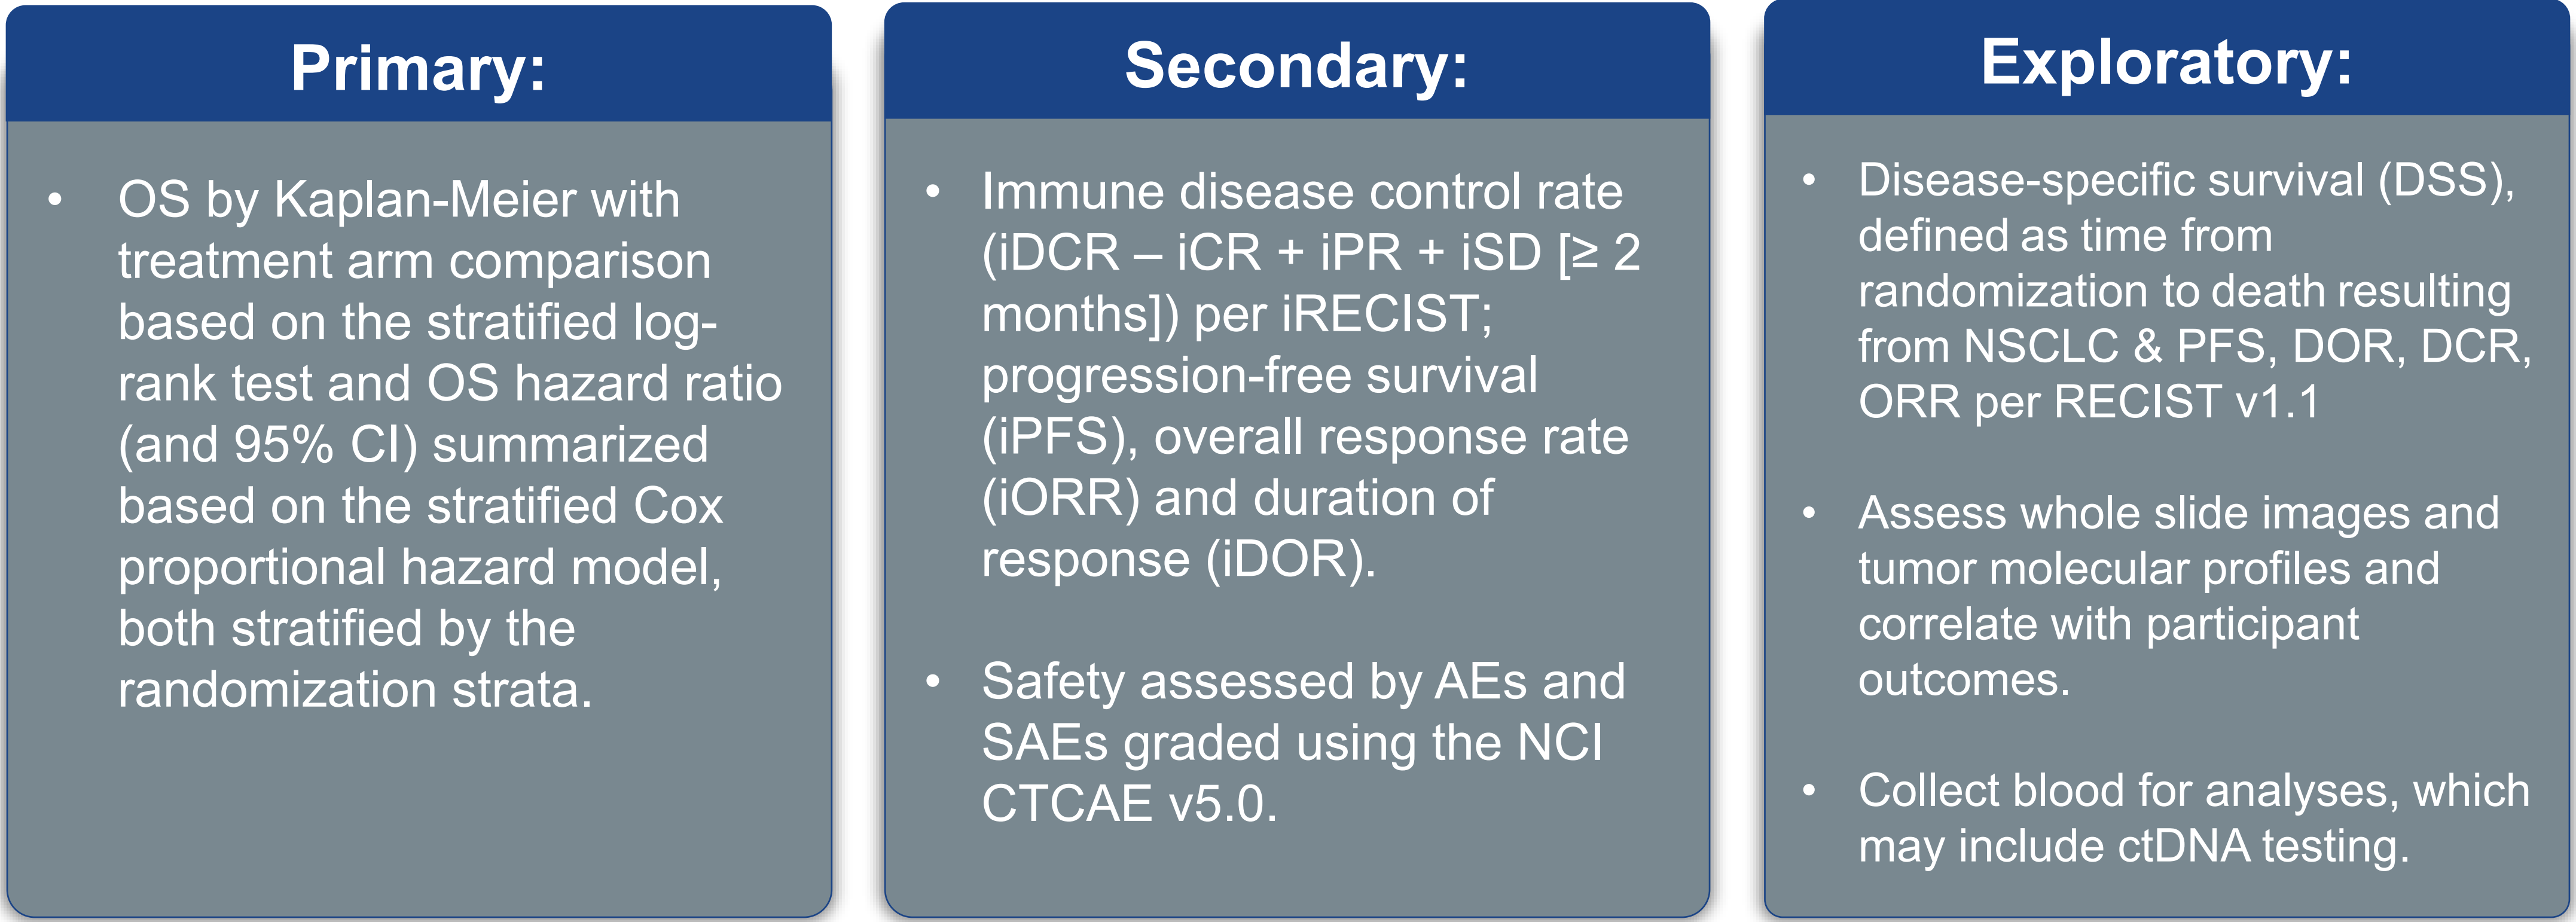 Primary:
• OS by Kaplan-Meier with
treatment arm comparison
based on the stratified log-
rank test and OS hazard ratio
(and 95% CI) summarized
based on the stratified Cox
proportional hazard model,
both stratified by the
randomization strata.
Secondary:
• Immune disease control rate
(iDCR – iCR + iPR + iSD [≥ 2
months]) per iRECIST;
progression-free survival
(iPFS), overall response rate
(iORR) and duration of
response (iDOR).
• Safety assessed by AEs and
SAEs graded using the NCI
CTCAE v5.0.
Exploratory:
• Disease-specific survival (DSS),
defined as time from
randomization to death resulting
from NSCLC & PFS, DOR, DCR,
ORR per RECIST v1.1
• Assess whole slide images and
tumor molecular profiles and
correlate with participant
outcomes.
• Collect blood for analyses, which
may include ctDNA testing.